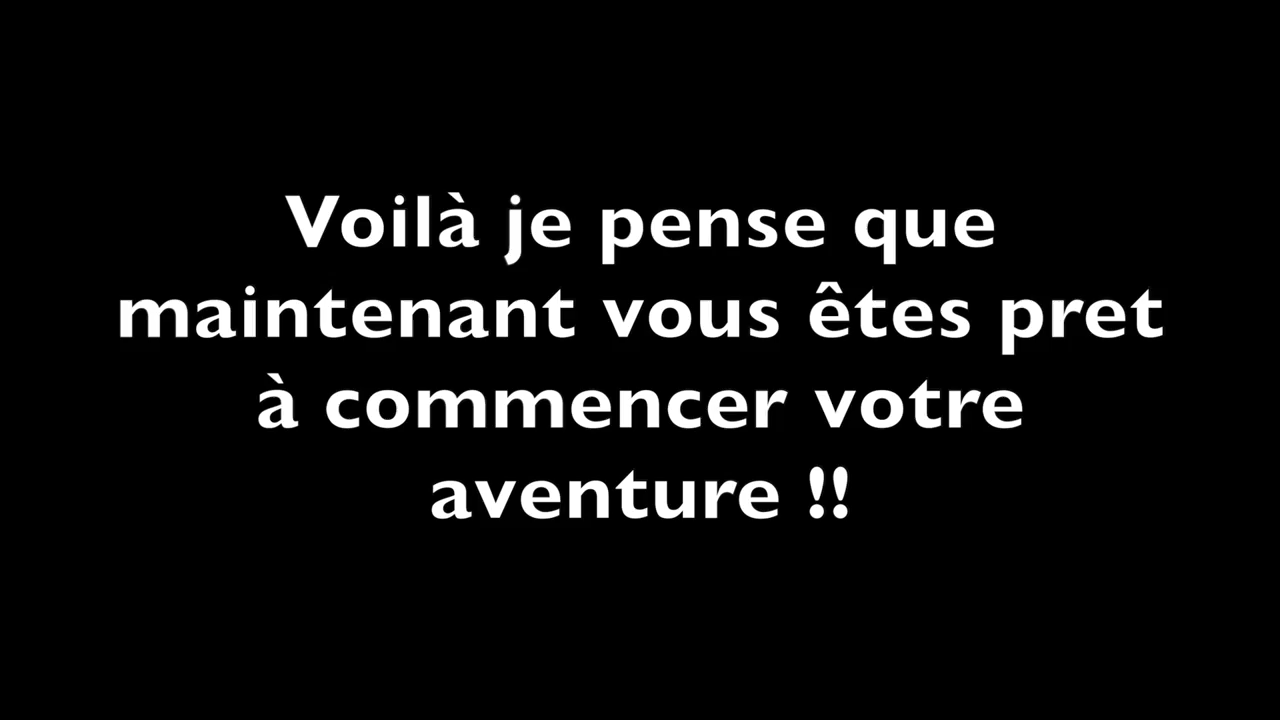 Voilà je pense que
maintenant vous êtes pret
à commencer votre
aventure !!